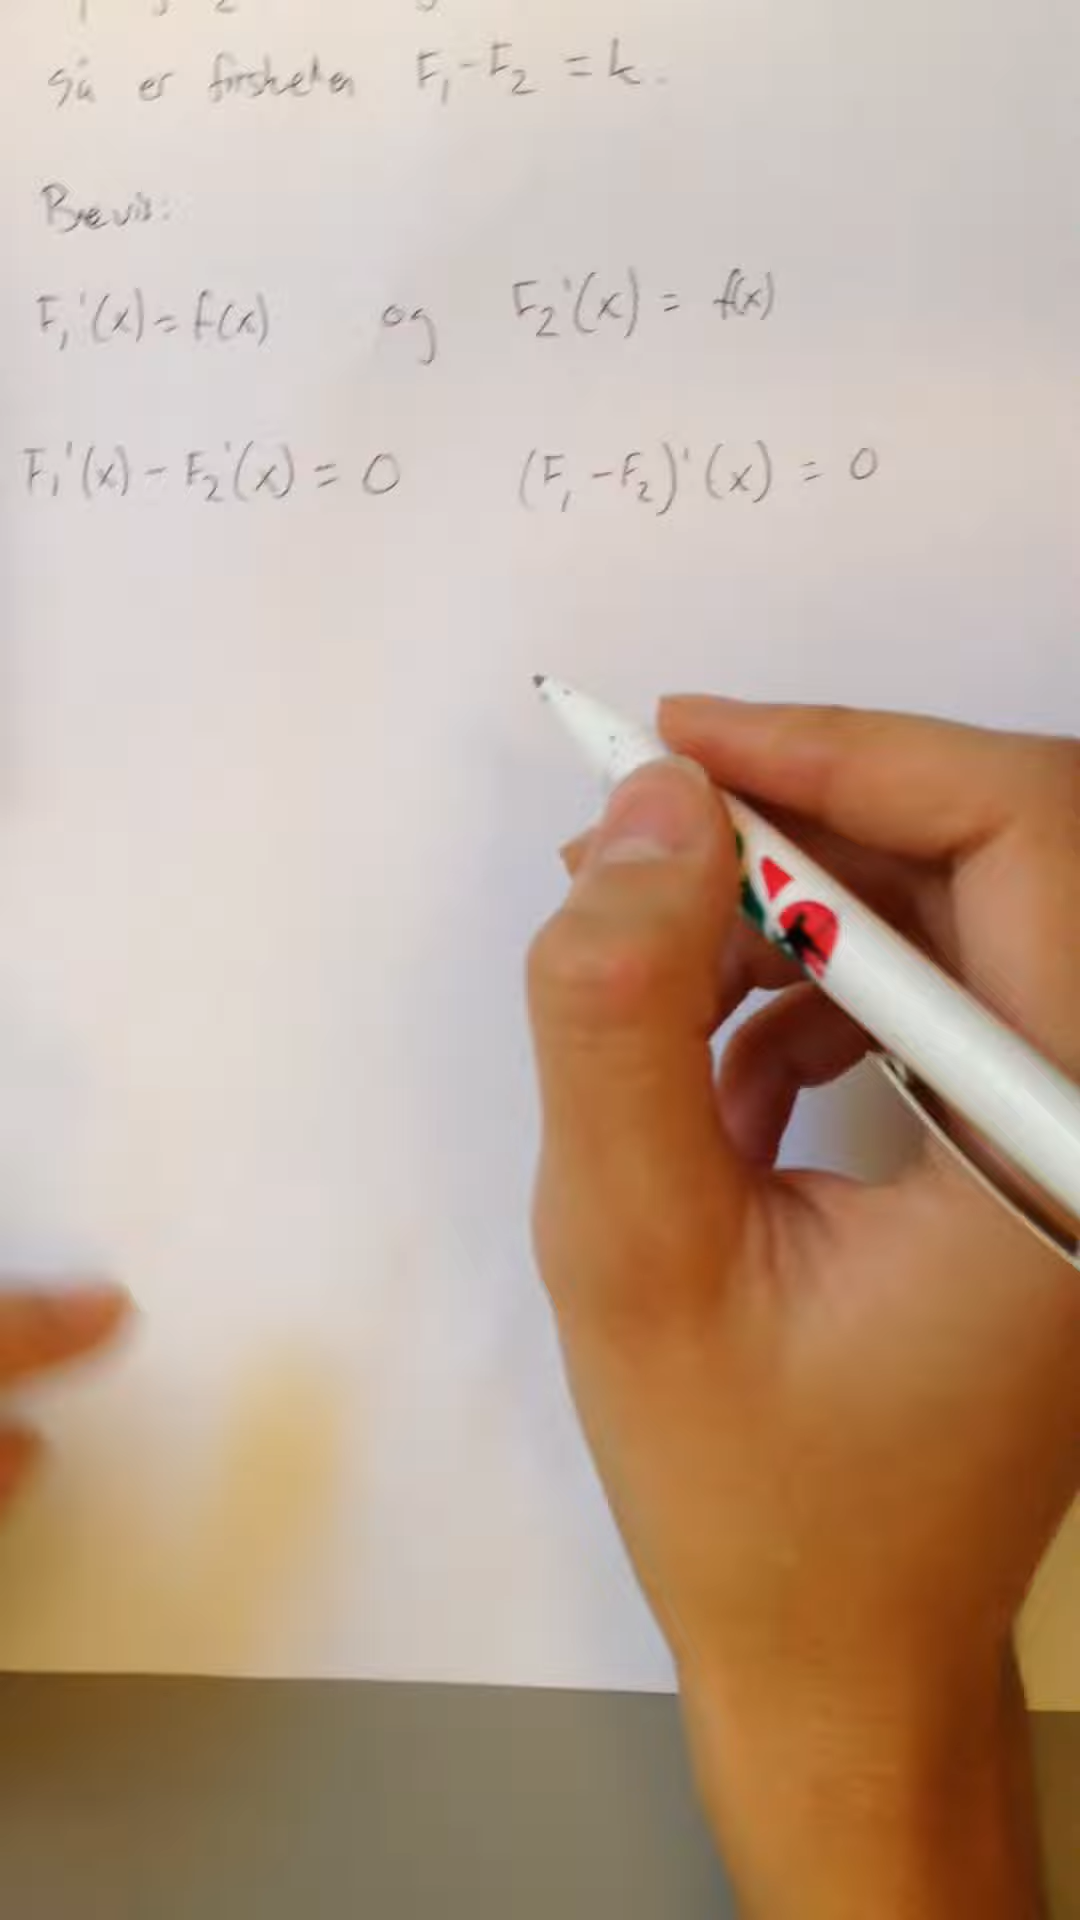 så er forskellen F₁-F₂ = k.
Bevis:
F₁'(x) = f(x) og F₂'(x) = f(x)
F₁'(x) - F₂'(x) = 0 (F₁-F₂)'(x) = 0